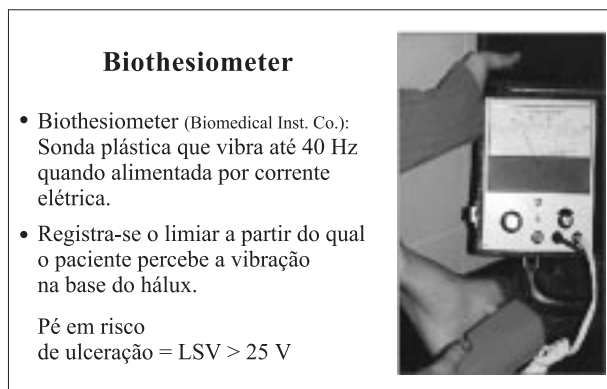 Biothesiometer
• Biothesiometer (Biomedical Inst. Co.):
Sonda plástica que vibra até 40 Hz
quando alimentada por corrente
elétrica.
• Registra-se o limiar a partir do qual
o paciente percebe a vibração
na base do hálux.
Pé em risco
de ulceração = LSV > 25 V